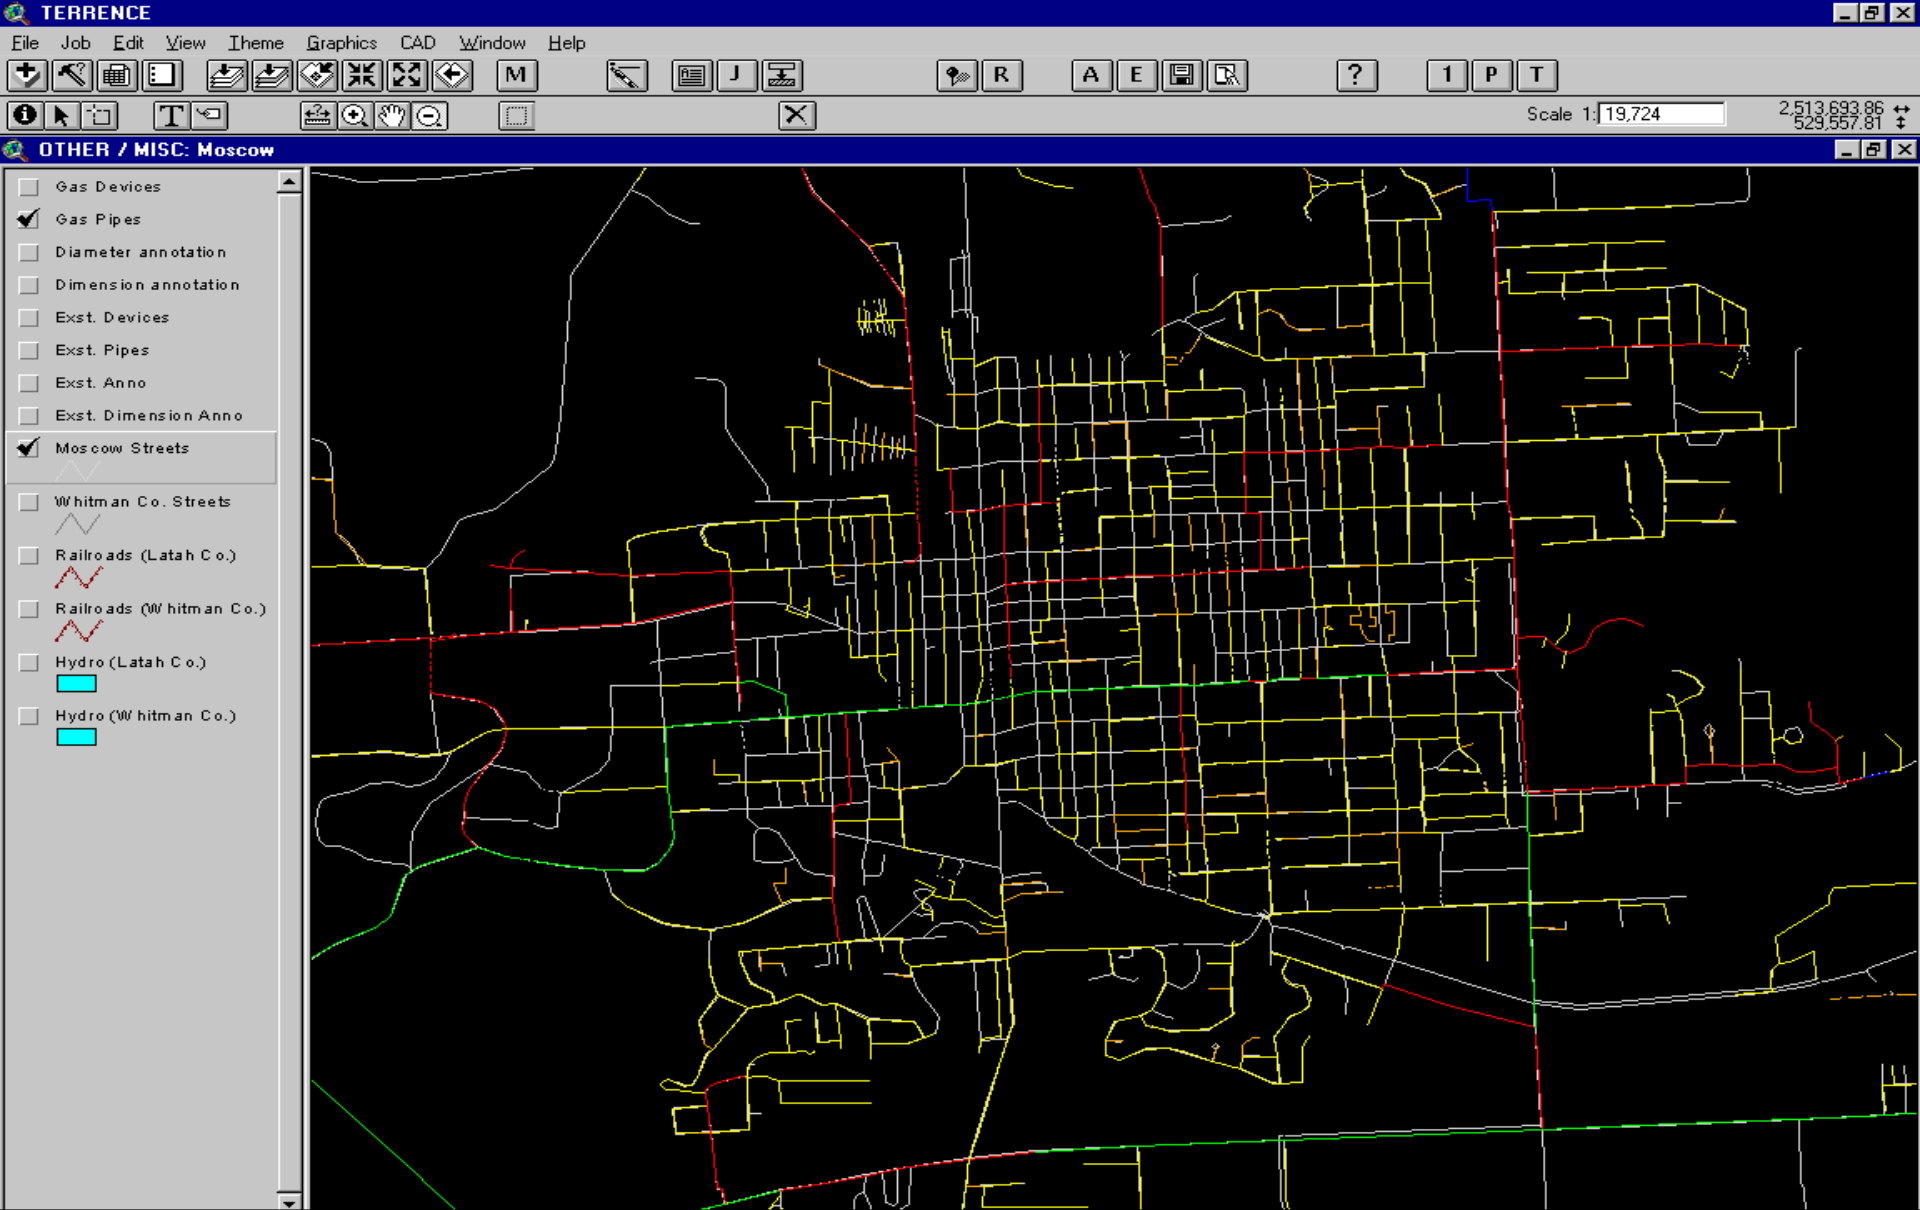 TERRENCE
File Job Edit View Theme Graphics CAD Window Help
M J R A E ? 1 P T
T Scale 1: 19,724 2,513,693.86
529,557.81
OTHER / MISC: Moscow
Gas Devices
Gas Pipes
Diameter annotation
Dimension annotation
Exst. Devices
Exst. Pipes
Exst. Anno
Exst. Dimension Anno
Moscow Streets
Whitman Co. Streets
Railroads (Latah Co.)
Railroads (Whitman Co.)
Hydro (Latah Co.)
Hydro (Whitman Co.)